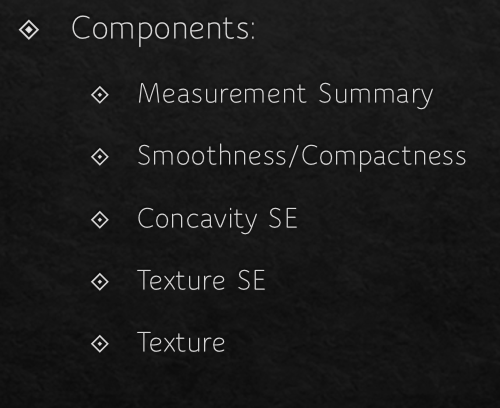 Components:
Measurement Summary
Smoothness/Compactness
Concavity SE
Texture SE
Texture